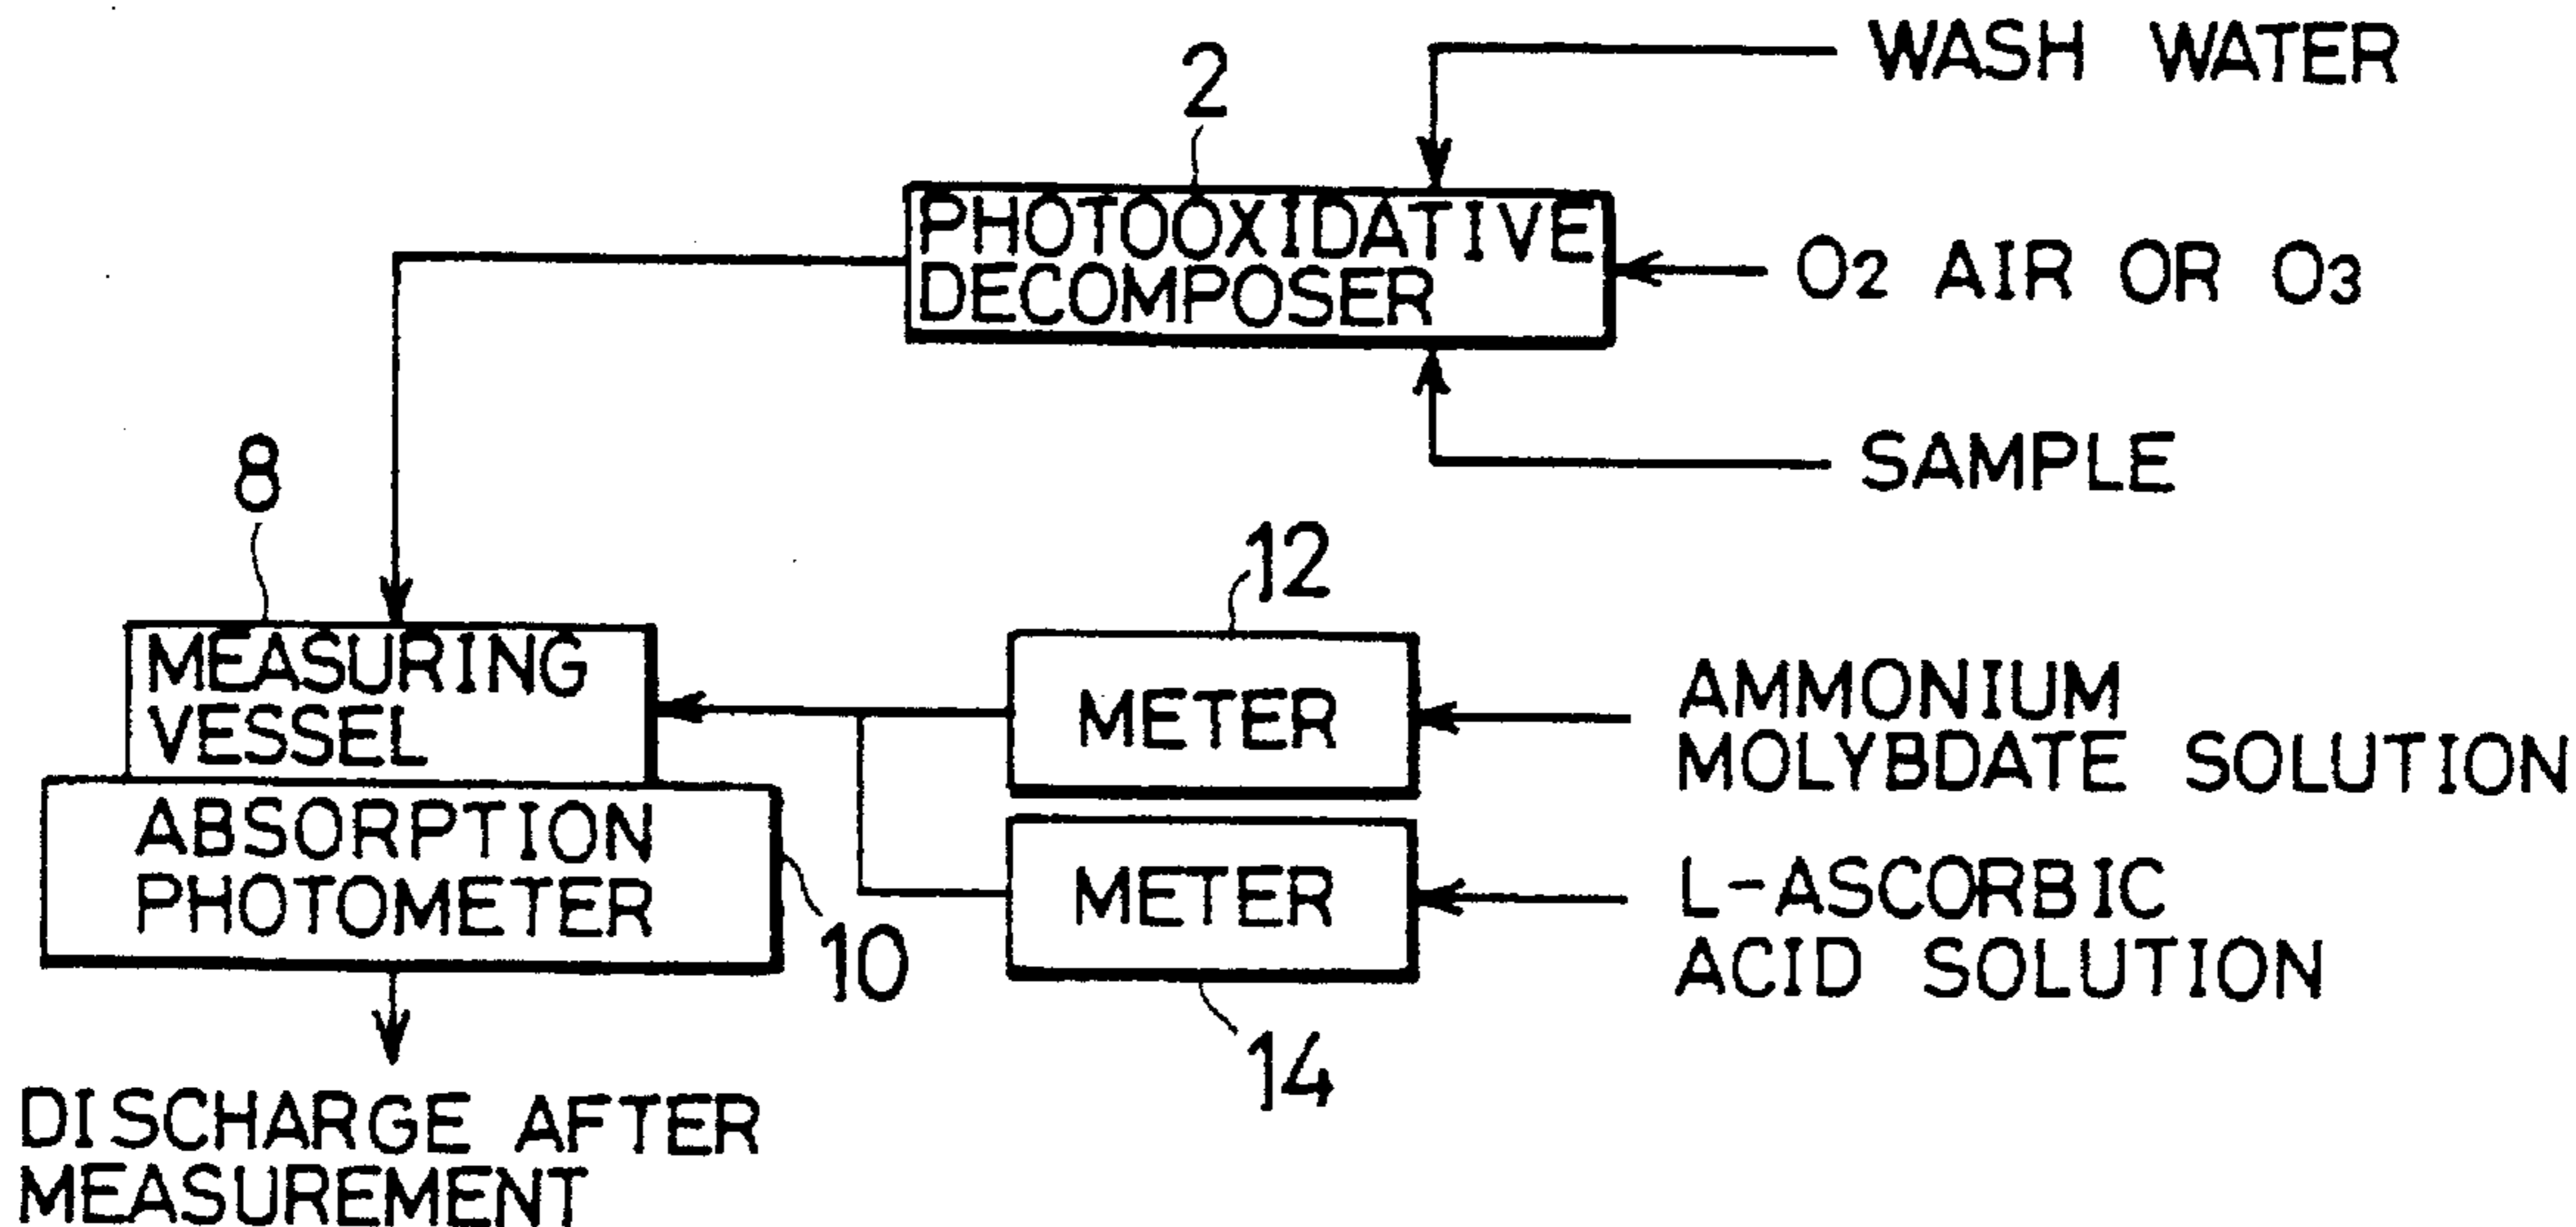 WASH WATER
2
PHOTOOXIDATIVE
DECOMPOSER
O2 AIR OR O3
SAMPLE
8
MEASURING
VESSEL
12
METER
AMMONIUM
MOLYBDATE SOLUTION
ABSORPTION
PHOTOMETER
10
METER
L-ASCORBIC
ACID SOLUTION
14
DISCHARGE AFTER
MEASUREMENT